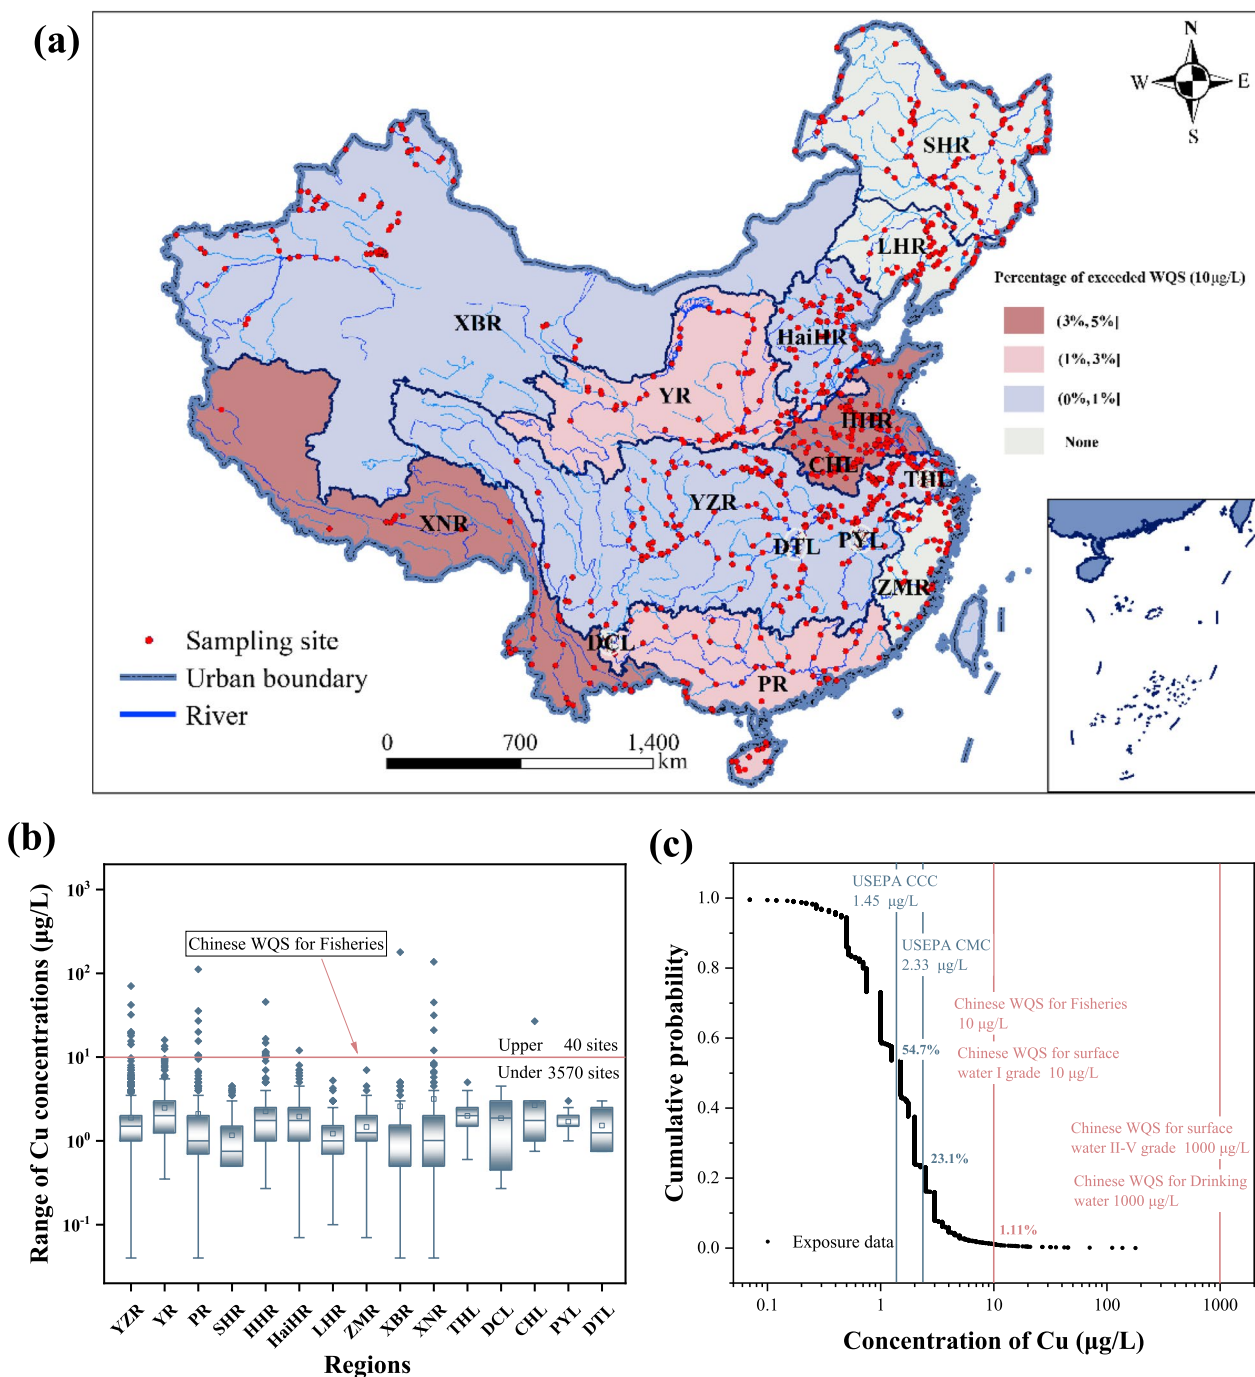 (a)
N
W E
S
SHR
LHR
Percentage of exceeded WQS (10μg/L)
(3%,5%]
(1%,3%]
(0%,1%]
None
XBR
HaiHR
YR
HHR
CHL
THL
YZR
XNR
DTL
PYL
ZMR
DCL
PR
Sampling site
Urban boundary
River
0 700 1,400
km
(b)
Range of Cu concentrations (μg/L)
10³
10²
10¹
10⁰
10⁻¹
Chinese WQS for Fisheries
Upper 40 sites
Under 3570 sites
YZR YR PR SHR HHR HaiHR LHR ZMR XBR XNR THL DCL CHL PYL DTL
Regions
(c)
Cumulative probability
1.0
0.8
0.6
0.4
0.2
0.0
USEPA CCC
1.45 μg/L
USEPA CMC
2.33 μg/L
Chinese WQS for Fisheries
10 μg/L
54.7%
Chinese WQS for surface
water I grade 10 μg/L
Chinese WQS for surface
water II-V grade 1000 μg/L
23.1%
Chinese WQS for Drinking
water 1000 μg/L
1.11%
Exposure data
0.1 1 10 100 1000
Concentration of Cu (μg/L)